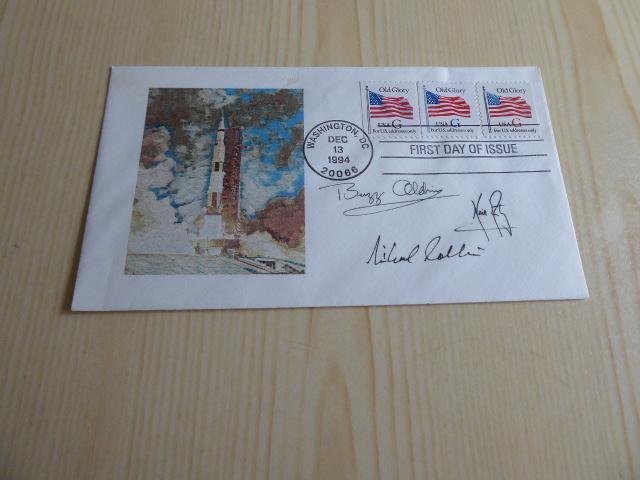 Old Glory
USA G
For U.S. addresses only
Old Glory
USA G
For U.S. addresses only
Old Glory
USA G
For U.S. addresses only
WASHINGTON, DC
DEC
13
1994
20066
FIRST DAY OF ISSUE
Buzz Aldrin
Michael Collins